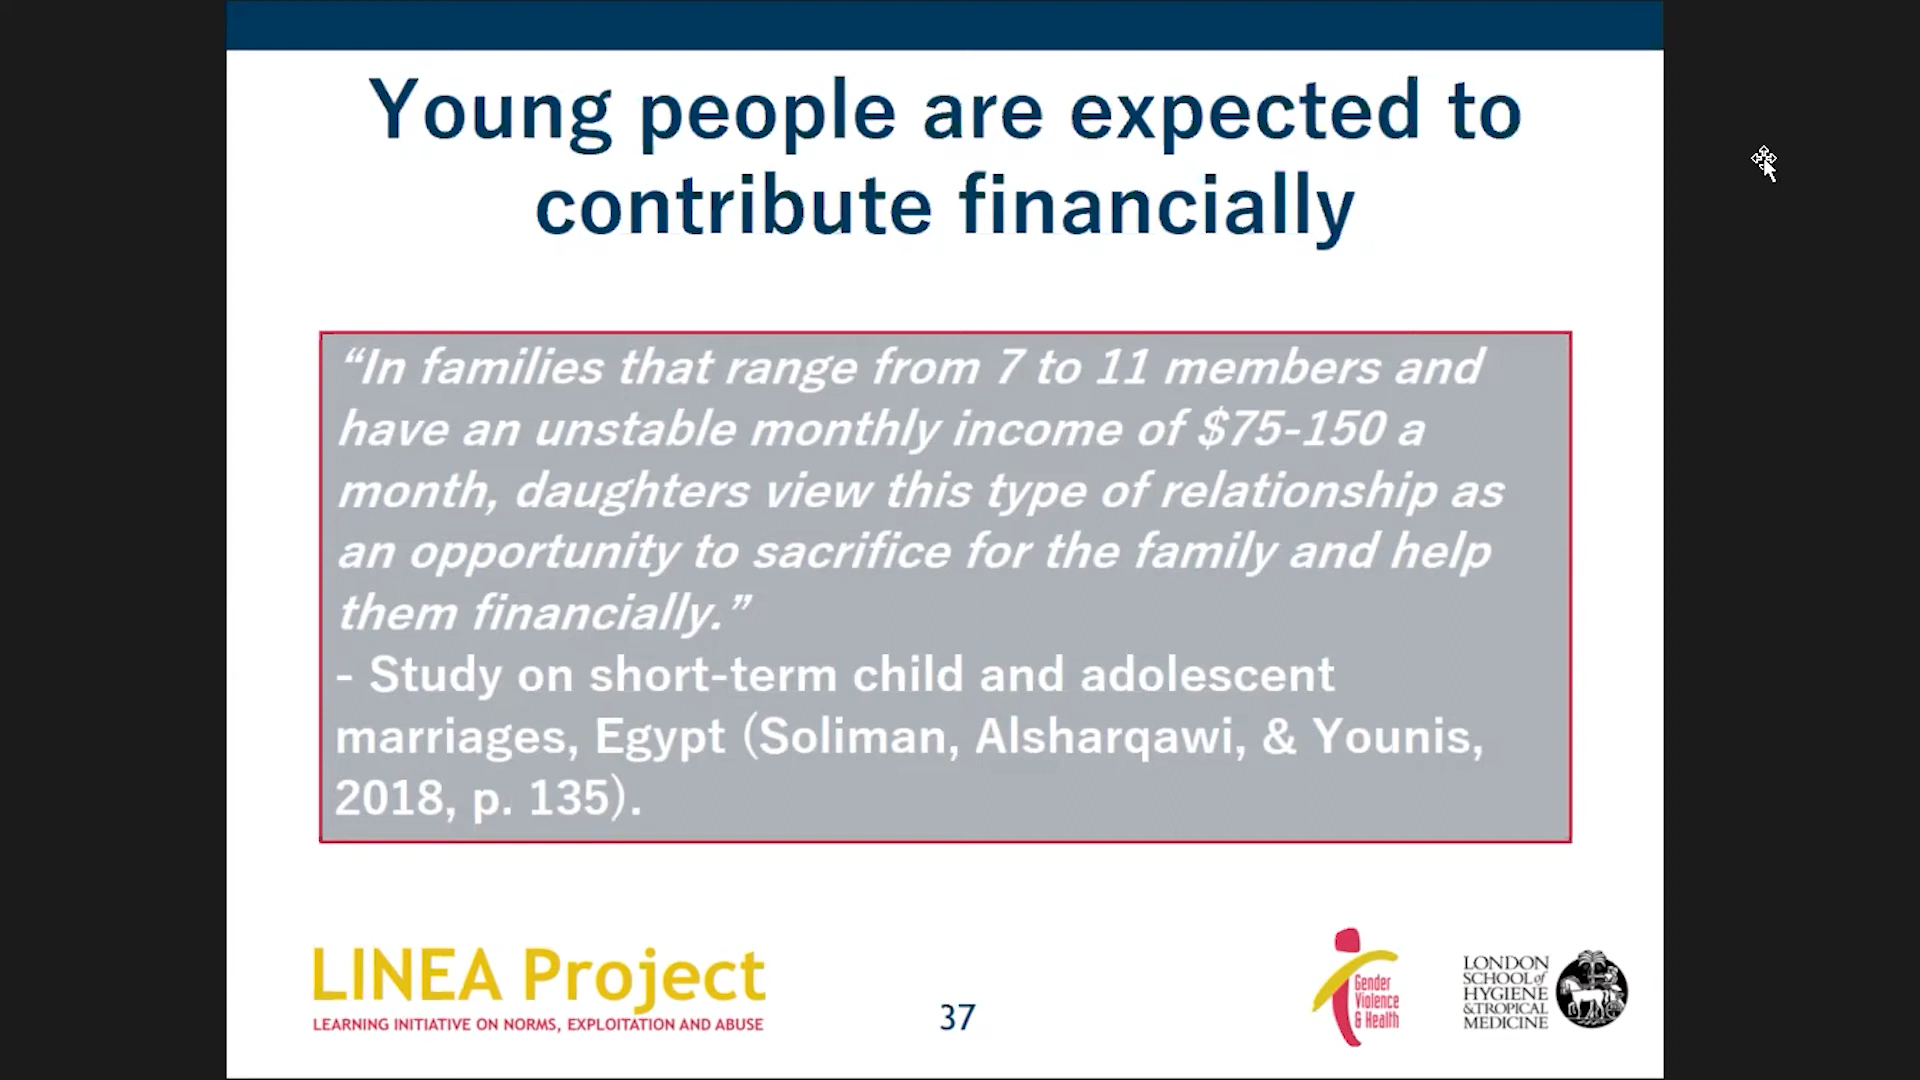 Young people are expected to
contribute financially
“In families that range from 7 to 11 members and
have an unstable monthly income of $75-150 a
month, daughters view this type of relationship as
an opportunity to sacrifice for the family and help
them financially.”
- Study on short-term child and adolescent
marriages, Egypt (Soliman, Alsharqawi, & Younis,
2018, p. 135).
LINEA Project
LEARNING INITIATIVE ON NORMS, EXPLOITATION AND ABUSE
37
Gender
Violence
& Health
LONDON
SCHOOL of
HYGIENE
& TROPICAL
MEDICINE